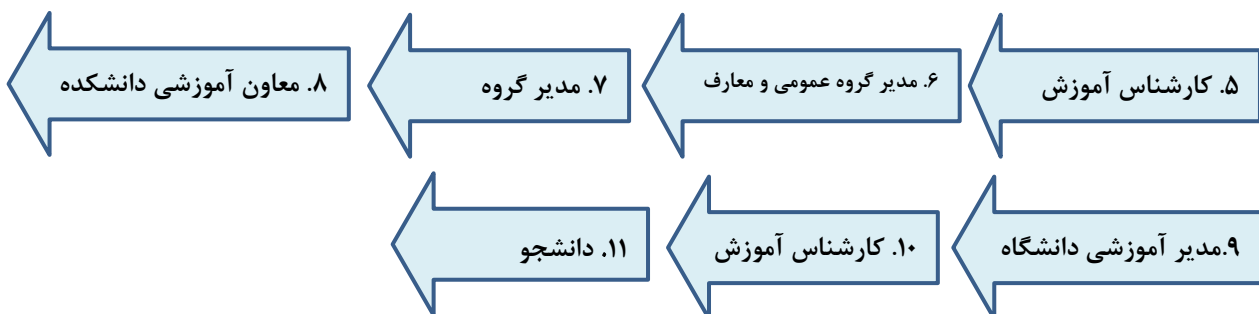 ۵. کارشناس آموزش
۶. مدیر گروه عمومی و معارف
۷. مدیر گروه
۸. معاون آموزشی دانشکده
۹.مدیر آموزشی دانشگاه
۱۰. کارشناس آموزش
۱۱. دانشجو